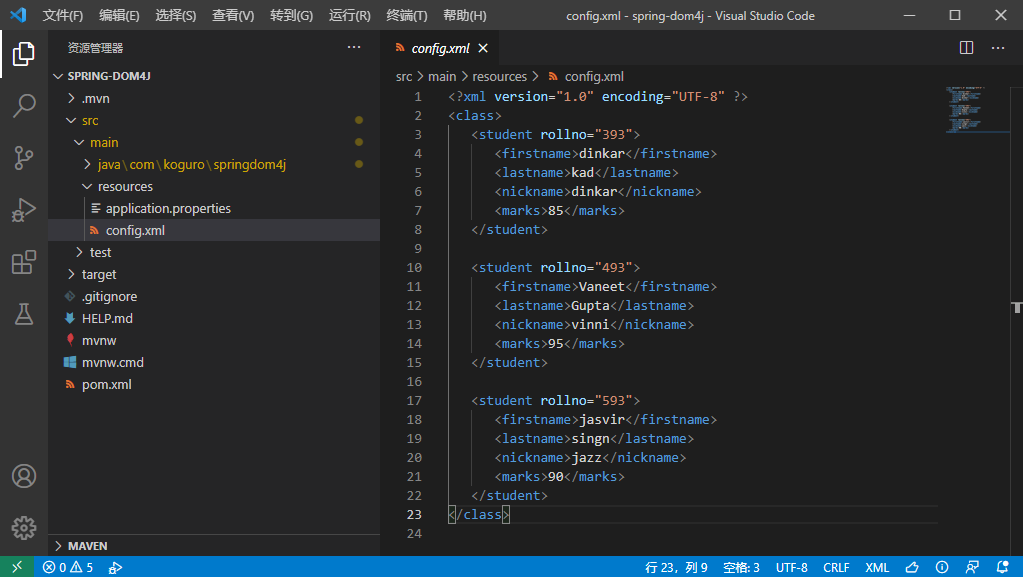 文件(F) 编辑(E) 选择(S) 查看(V) 转到(G) 运行(R) 终端(T) 帮助(H) config.xml - spring-dom4j - Visual Studio Code
资源管理器
SPRING-DOM4J
.mvn
src
main
java\com\koguro\springdom4j
resources
application.properties
config.xml
test
target
.gitignore
HELP.md
mvnw
mvnw.cmd
pom.xml
MAVEN
config.xml
src > main > resources > config.xml
1 <?xml version="1.0" encoding="UTF-8" ?>
2 <class>
3 <student rollno="393">
4 <firstname>dinkar</firstname>
5 <lastname>kad</lastname>
6 <nickname>dinkar</nickname>
7 <marks>85</marks>
8 </student>
9
10 <student rollno="493">
11 <firstname>Vaneet</firstname>
12 <lastname>Gupta</lastname>
13 <nickname>vinni</nickname>
14 <marks>95</marks>
15 </student>
16
17 <student rollno="593">
18 <firstname>jasvir</firstname>
19 <lastname>singn</lastname>
20 <nickname>jazz</nickname>
21 <marks>90</marks>
22 </student>
23 </class>
24
0 5 行 23，列 9 空格: 3 UTF-8 CRLF XML